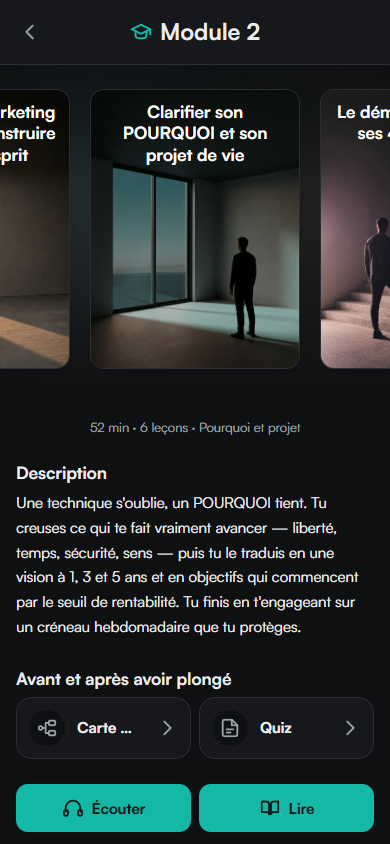 Module 2
rketing
nstruire
sprit
Clarifier son
POURQUOI et son
projet de vie
Le dém
ses 4
52 min · 6 leçons · Pourquoi et projet
Description
Une technique s'oublie, un POURQUOI tient. Tu
creuses ce qui te fait vraiment avancer — liberté,
temps, sécurité, sens — puis tu le traduis en une
vision à 1, 3 et 5 ans et en objectifs qui commencent
par le seuil de rentabilité. Tu finis en t'engageant sur
un créneau hebdomadaire que tu protèges.
Avant et après avoir plongé
Carte ...
Quiz
Écouter
Lire